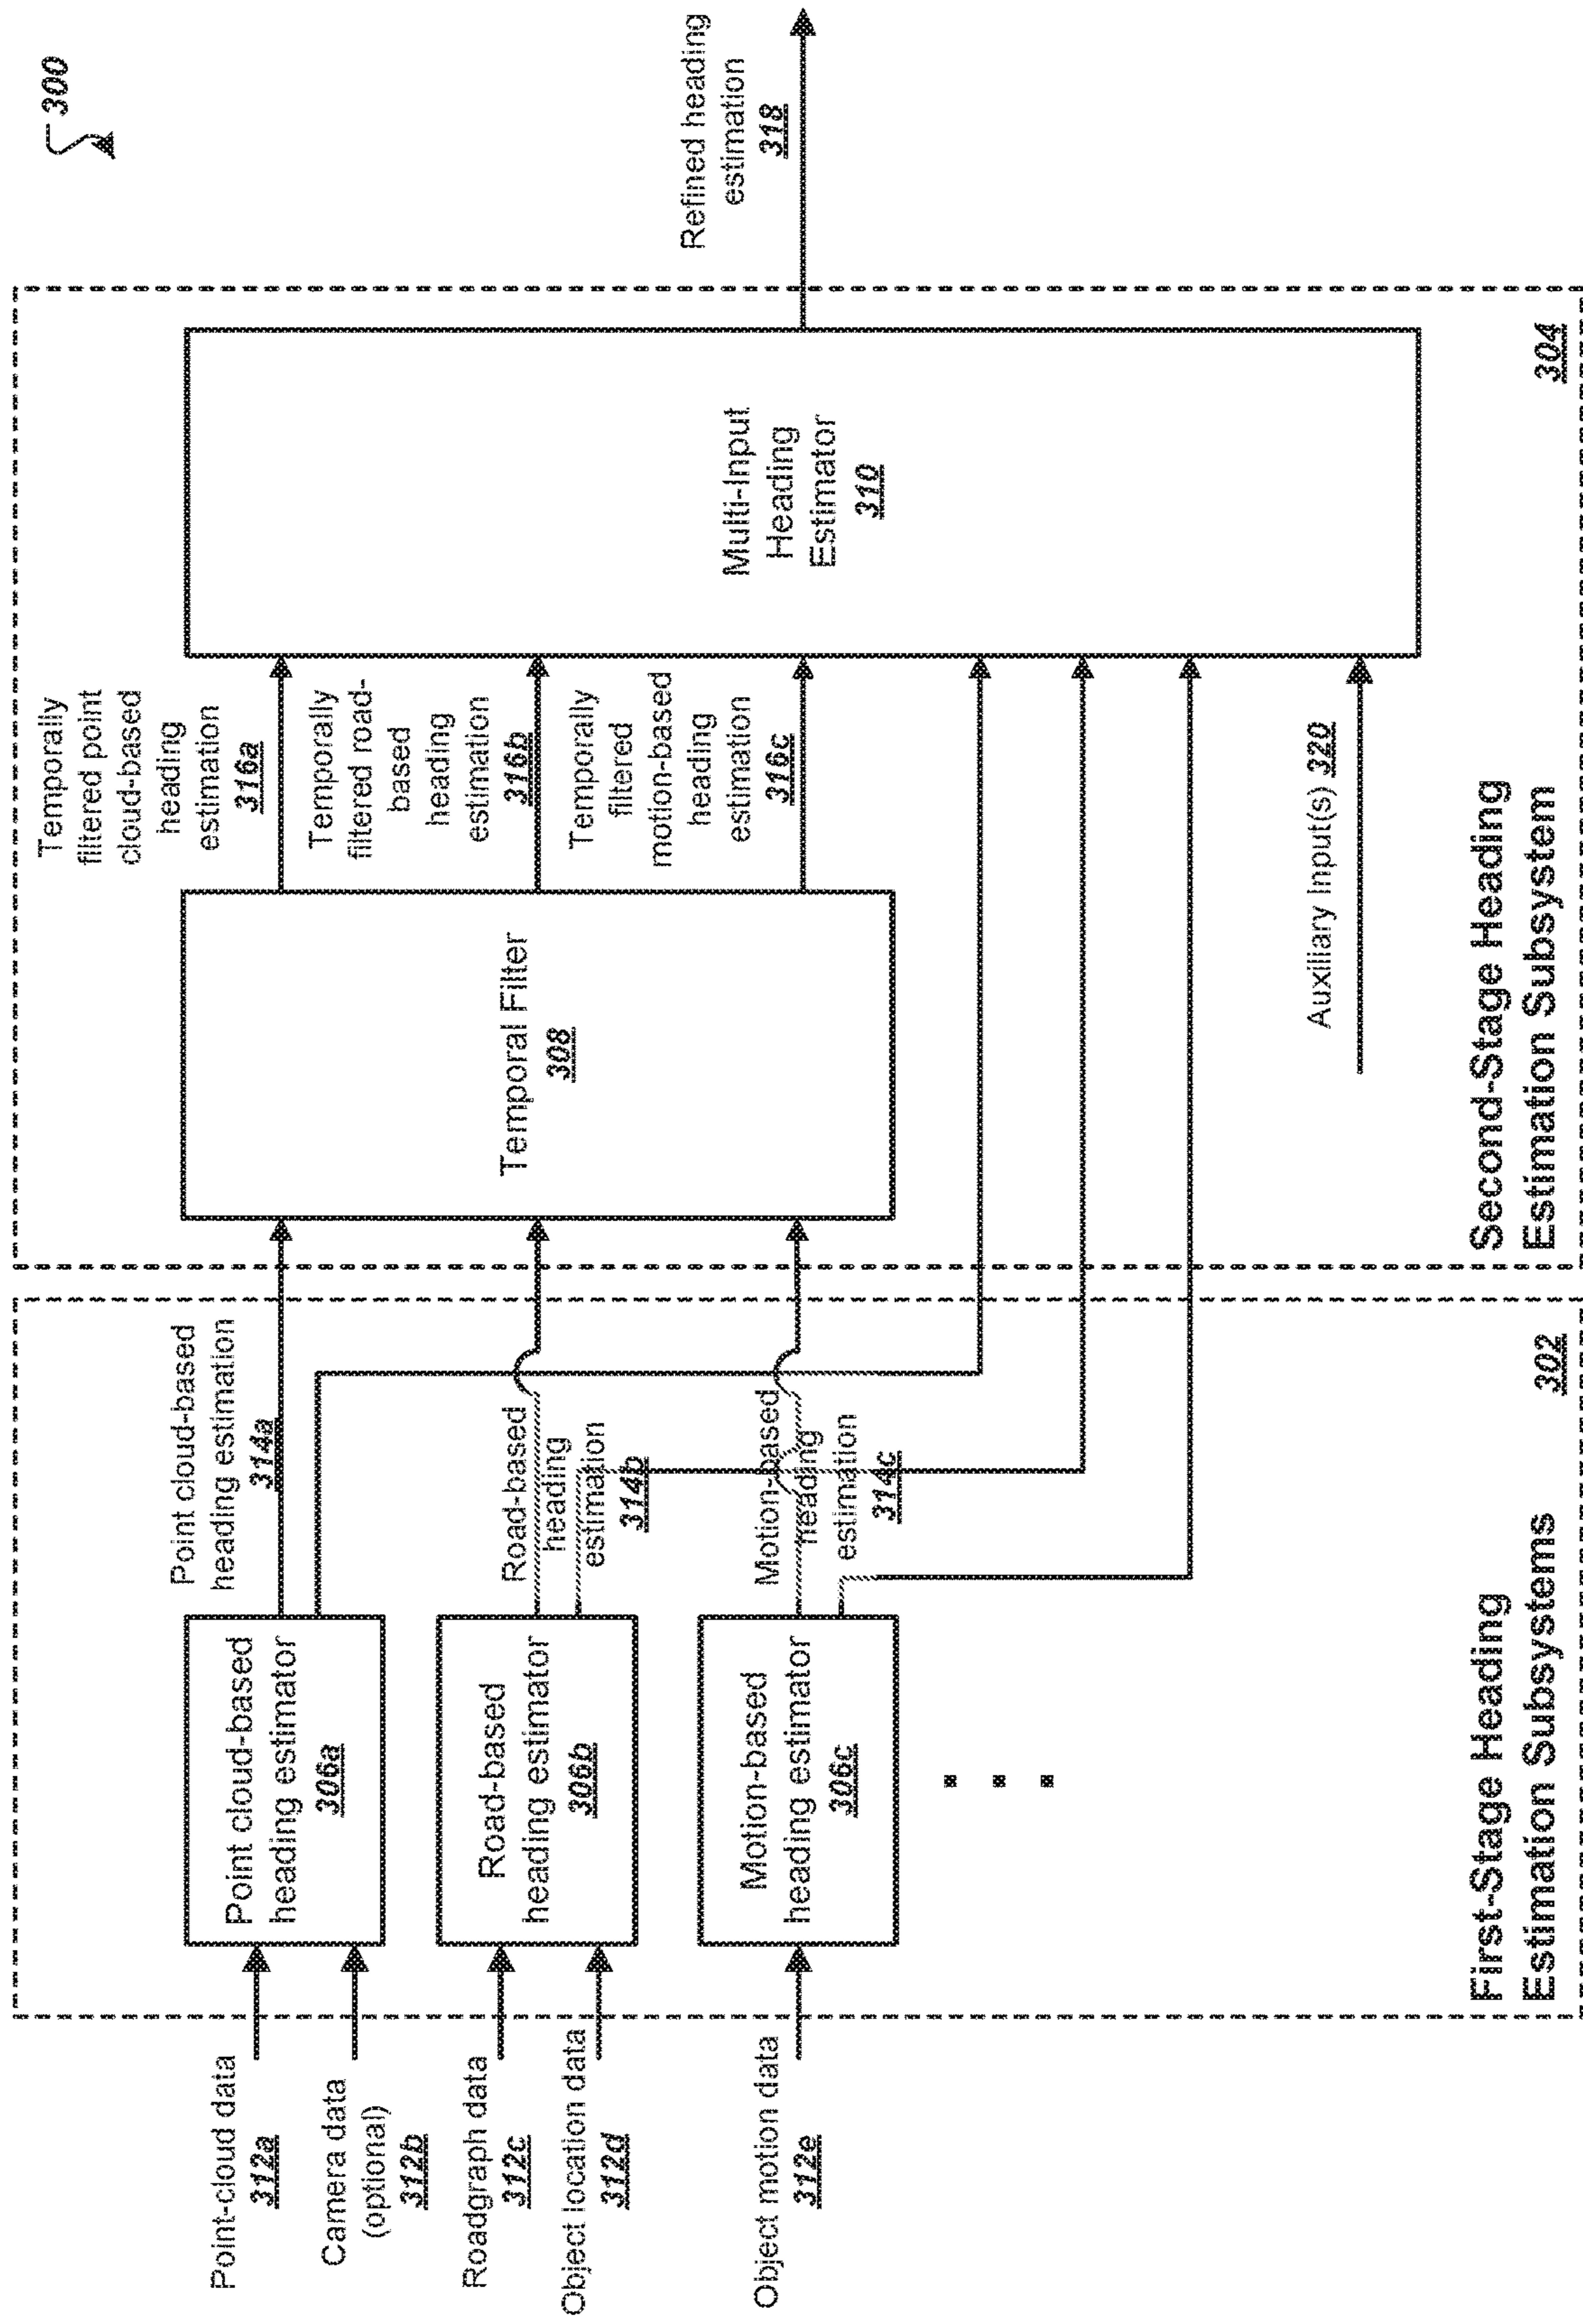 300
Point-cloud data
312a
Camera data
(optional)
312b
Roadgraph data
312c
Object location data
312d
Object motion data
312e
Point cloud-based
heading estimator
306a
Road-based
heading estimator
306b
Motion-based
heading estimator
306c
Point cloud-based
heading estimation
314a
Road-based
heading
estimation
314b
Motion-based
heading
estimation
314c
First-Stage Heading
Estimation Subsystems
302
Temporal Filter
308
Temporally
filtered point
cloud-based
heading
estimation
316a
Temporally
filtered road-
based
heading
estimation
316b
Temporally
filtered
motion-based
heading
estimation
316c
Auxiliary Input(s) 320
Multi-Input
Heading
Estimator
310
Second-Stage Heading
Estimation Subsystem
304
Refined heading
estimation
318